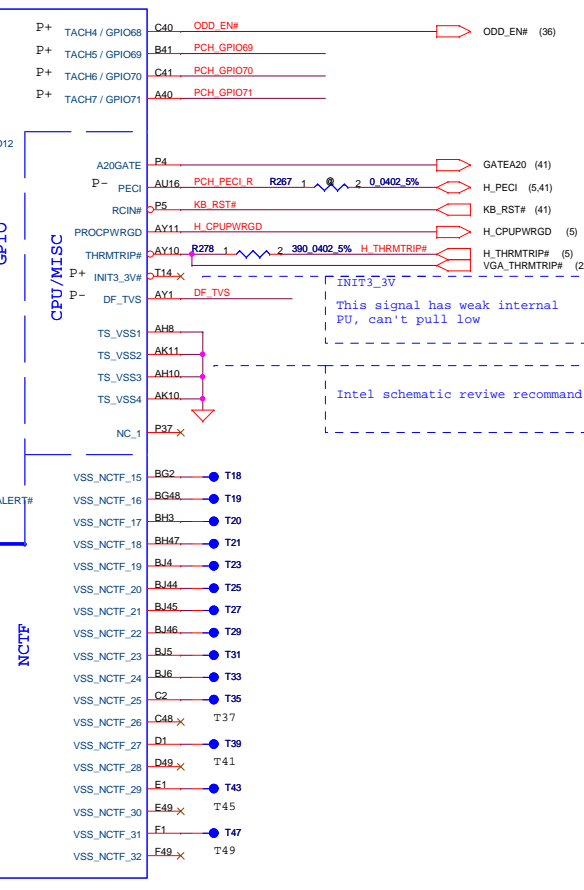 P+ TACH4 / GPIO68 C40 ODD_EN# ODD_EN# (36)
P+ TACH5 / GPIO69 B41 PCH_GPIO69
P+ TACH6 / GPIO70 C41 PCH_GPIO70
P+ TACH7 / GPIO71 A40 PCH_GPIO71
O12
GPIO
CPU/MISC
A20GATE P4 GATEA20 (41)
P- PECI AU16 PCH_PECI_R R267 1 @ 2 0_0402_5% H_PECI (5,41)
RCIN# P5 KB_RST# KB_RST# (41)
PROCPWRGD AY11 H_CPUPWRGD H_CPUPWRGD (5)
THRMTRIP# AY10 R278 1 2 390_0402_5% H_THRMTRIP# H_THRMTRIP# (5)
VGA_THRMTRIP# (2
P+ INIT3_3V# T14
P- DF_TVS AY1 DF_TVS
INIT3_3V
This signal has weak internal
PU, can't pull low
TS_VSS1 AH8
TS_VSS2 AK11
TS_VSS3 AH10
TS_VSS4 AK10
Intel schematic reviwe recommand
NC_1 P37
VSS_NCTF_15 BG2 T18
ALERT#
VSS_NCTF_16 BG48 T19
VSS_NCTF_17 BH3 T20
VSS_NCTF_18 BH47 T21
VSS_NCTF_19 BJ4 T23
VSS_NCTF_20 BJ44 T25
VSS_NCTF_21 BJ45 T27
NCTF
VSS_NCTF_22 BJ46 T29
VSS_NCTF_23 BJ5 T31
VSS_NCTF_24 BJ6 T33
VSS_NCTF_25 C2 T35
VSS_NCTF_26 C48 T37
VSS_NCTF_27 D1 T39
VSS_NCTF_28 D49 T41
VSS_NCTF_29 E1 T43
VSS_NCTF_30 E49 T45
VSS_NCTF_31 F1 T47
VSS_NCTF_32 F49 T49